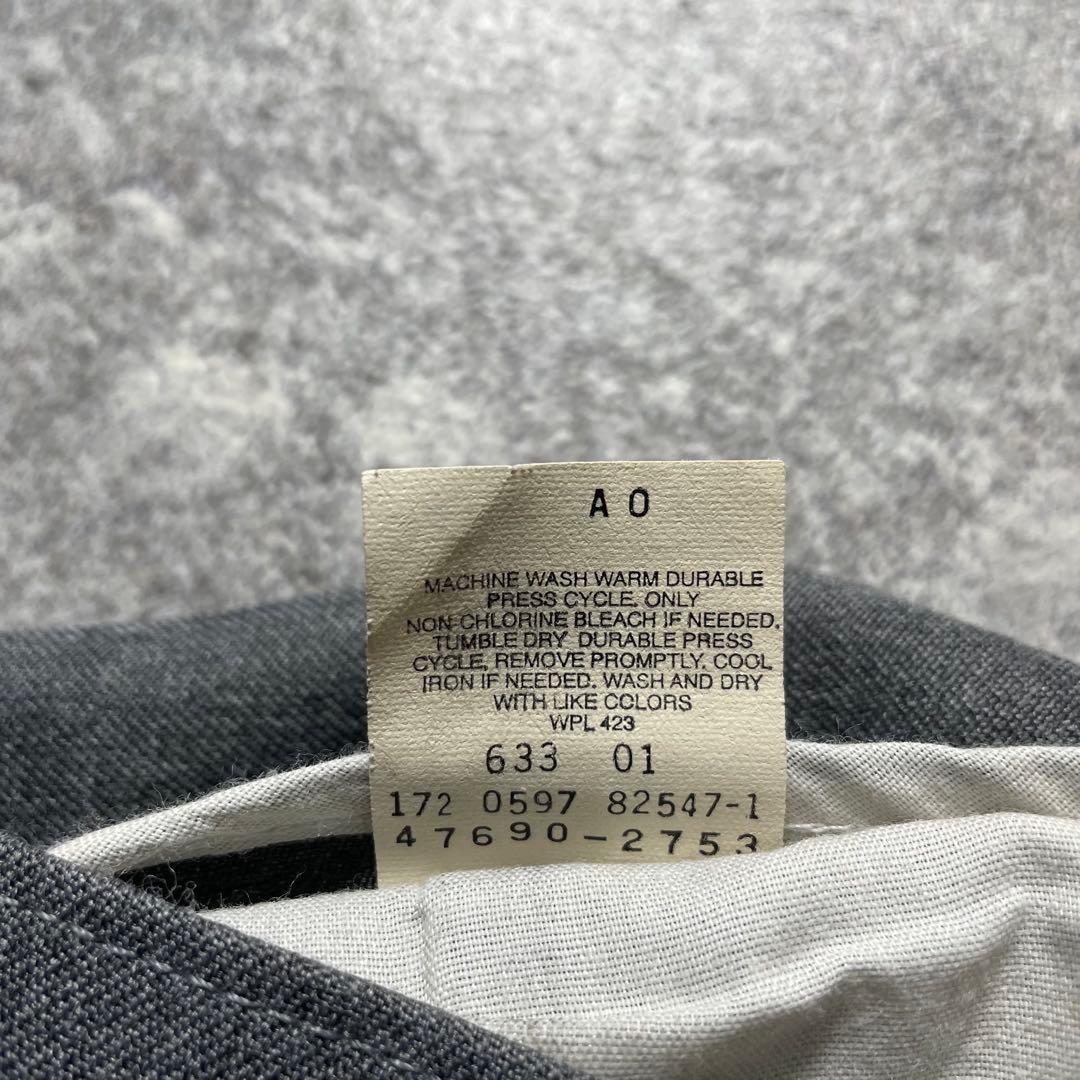 A 0
MACHINE WASH WARM DURABLE
PRESS CYCLE. ONLY
NON-CHLORINE BLEACH IF NEEDED.
TUMBLE DRY DURABLE PRESS
CYCLE, REMOVE PROMPTLY. COOL
IRON IF NEEDED. WASH AND DRY
WITH LIKE COLORS
WPL 423
633 01
172 0597 82547-1
47690-2753